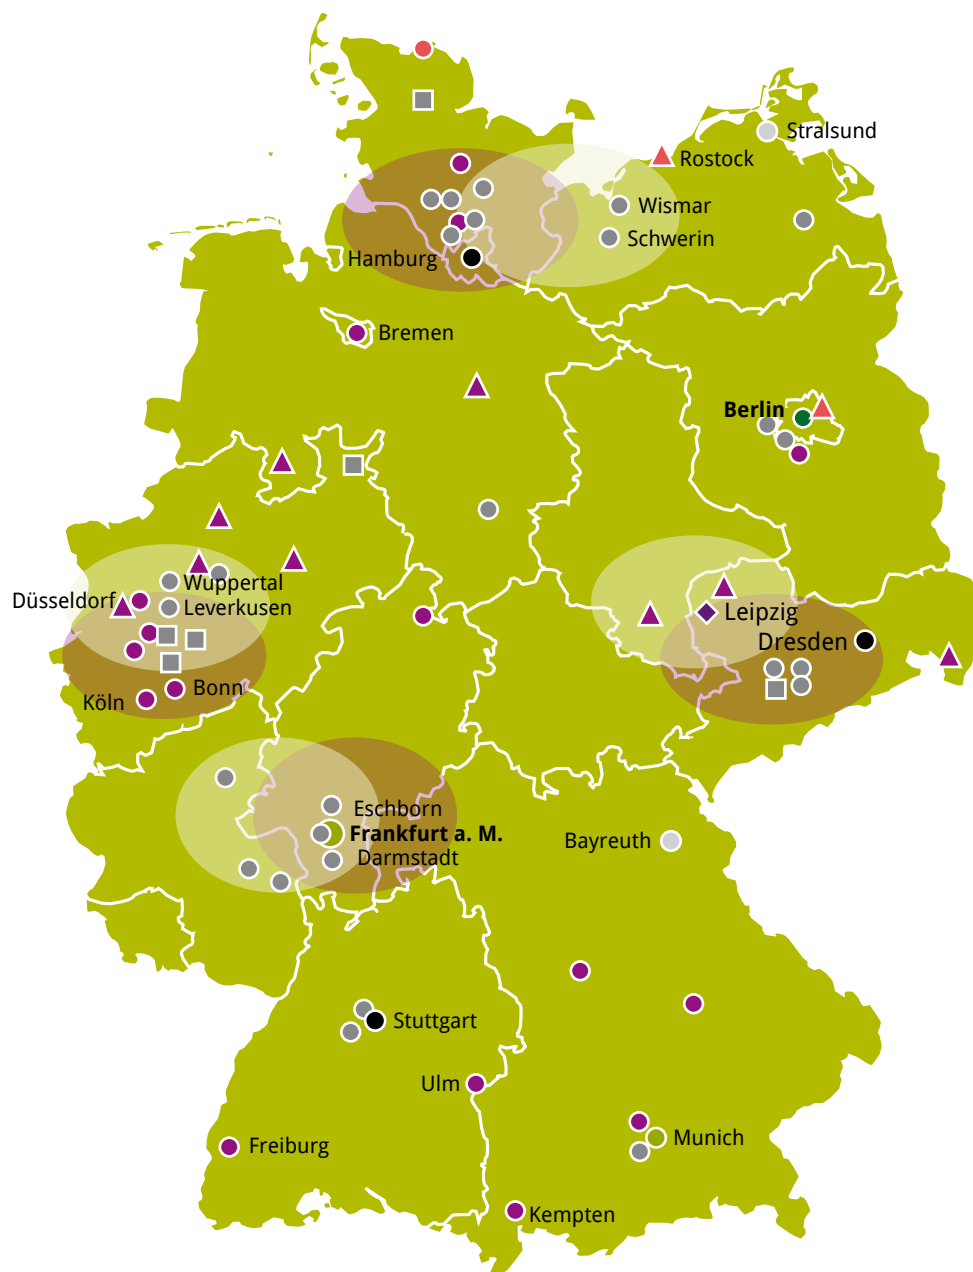 Stralsund
Rostock
Wismar
Schwerin
Hamburg
Bremen
Berlin
Wuppertal
Düsseldorf
Leverkusen
Leipzig
Dresden
Bonn
Köln
Eschborn
Frankfurt a. M.
Bayreuth
Darmstadt
Stuttgart
Ulm
Munich
Freiburg
Kempten